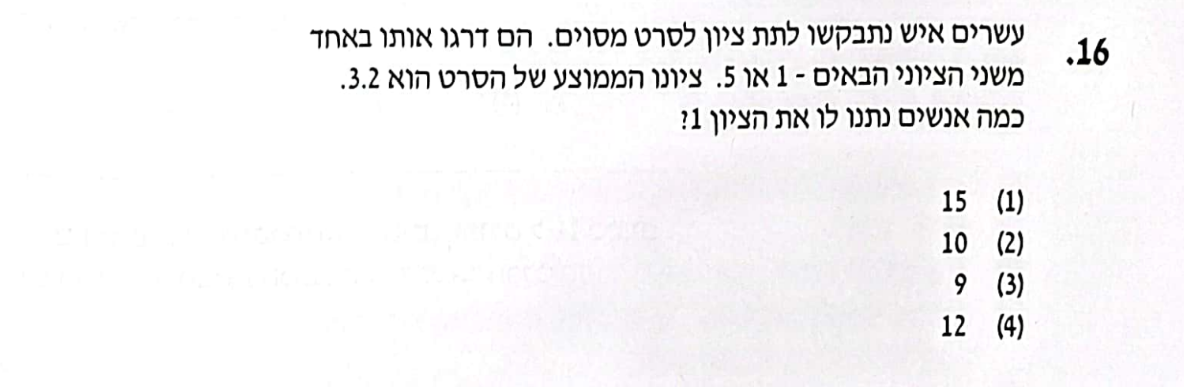 16. עשרים איש נתבקשו לתת ציון לסרט מסוים. הם דרגו אותו באחד
משני הציוני הבאים - 1 או 5. ציונו הממוצע של הסרט הוא 3.2.
כמה אנשים נתנו לו את הציון 1?
(1) 15
(2) 10
(3) 9
(4) 12